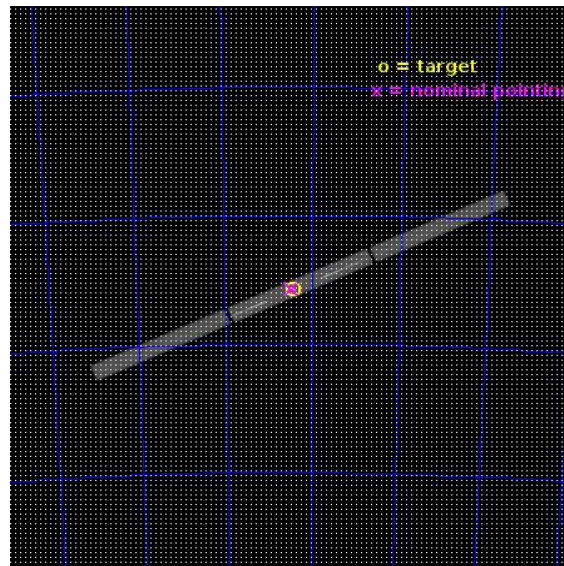 o = target
x = nominal pointing